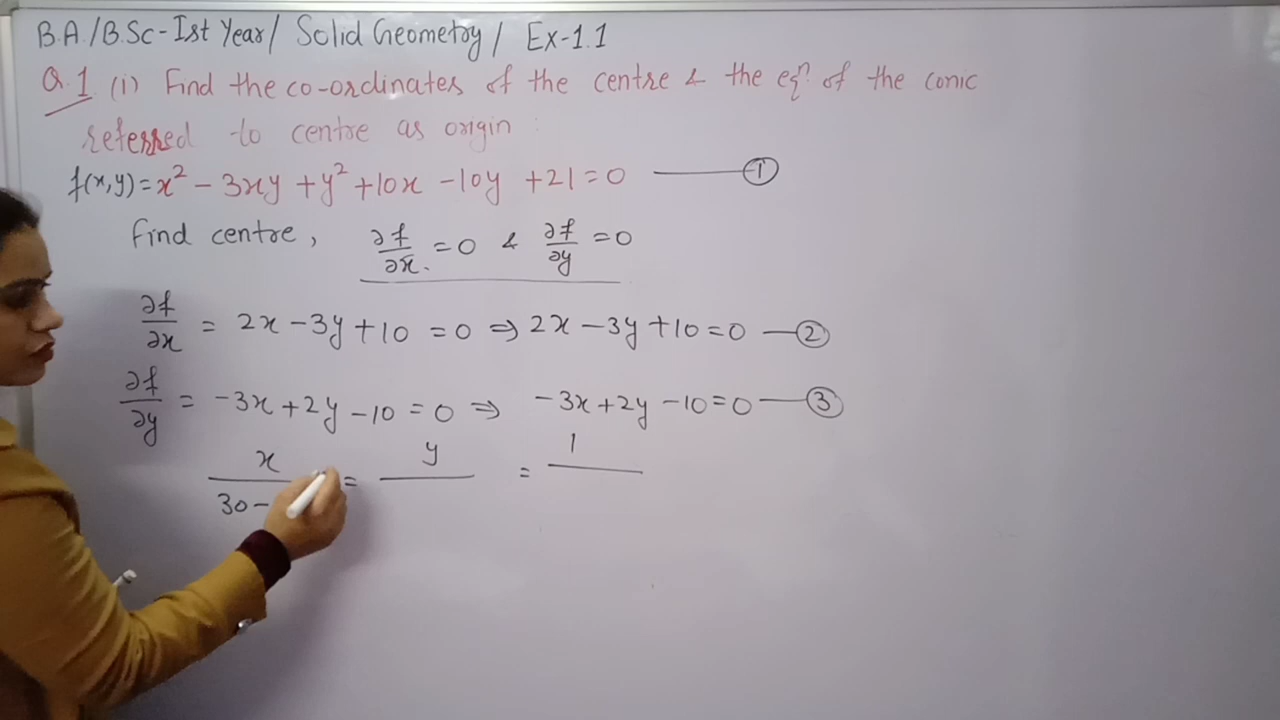 B.A./B.Sc-Ist Year/ Solid Geometry/ Ex-1.1
Q.1 (i) Find the co-ordinates of the centre & the eqⁿ. of the conic
referred to centre as origin :
f(x,y)=x² - 3xy + y² +10x -10y +21=0 —— ①
Find centre, ∂f/∂x = 0 & ∂f/∂y = 0
∂f/∂x = 2x-3y+10 = 0 ⇒ 2x-3y+10=0 —②
∂f/∂y = -3x+2y-10 = 0 ⇒ -3x+2y-10=0 —③
x/30- = y/ = 1/